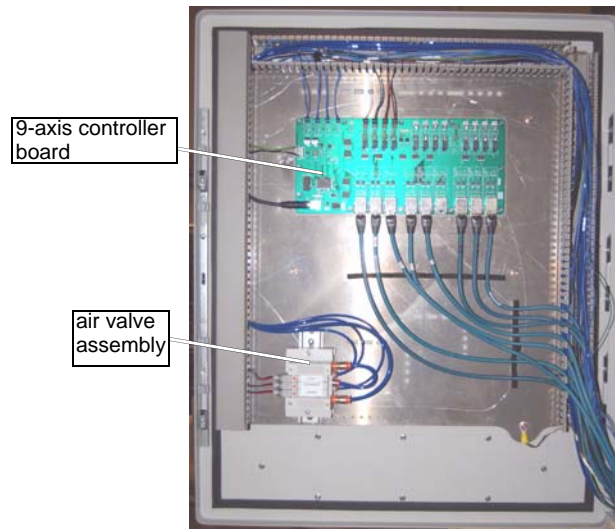 9-axis controller
board
air valve
assembly